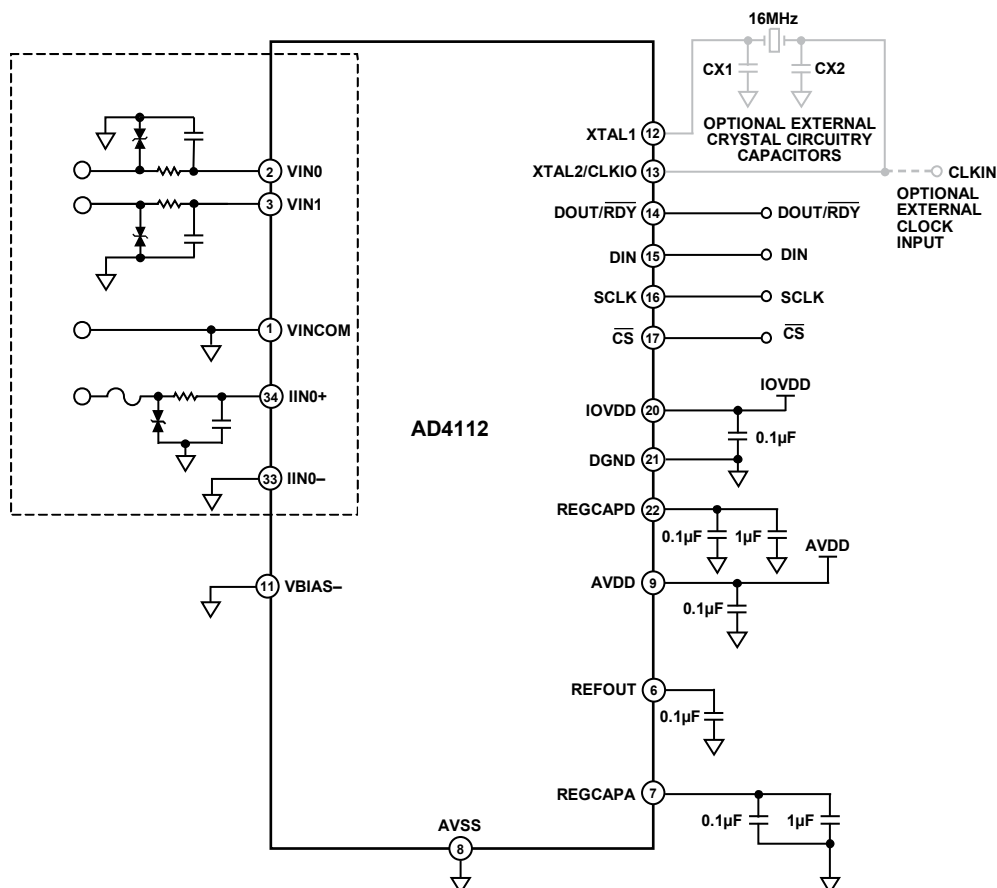 16MHz
CX1
CX2
OPTIONAL EXTERNAL
CRYSTAL CIRCUITRY
CAPACITORS
XTAL1
12
XTAL2/CLKIO
13
CLKIN
OPTIONAL
EXTERNAL
CLOCK
INPUT
DOUT/RDY
14
DOUT/RDY
DIN
15
DIN
SCLK
16
SCLK
CS
17
CS
2
VIN0
3
VIN1
1
VINCOM
34
IIN0+
33
IIN0–
11
VBIAS–
AD4112
IOVDD
IOVDD
20
0.1µF
DGND
21
REGCAPD
22
0.1µF
1µF
AVDD
AVDD
9
0.1µF
REFOUT
6
0.1µF
REGCAPA
7
0.1µF
1µF
AVSS
8